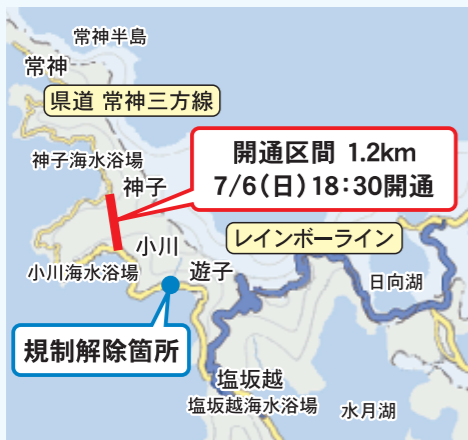 常神半島
常神
県道 常神三方線
神子海水浴場
神子
開通区間 1.2km
7/6(日)18:30開通
小川
小川海水浴場
遊子
レインボーライン
日向湖
規制解除箇所
塩坂越
塩坂越海水浴場
水月湖